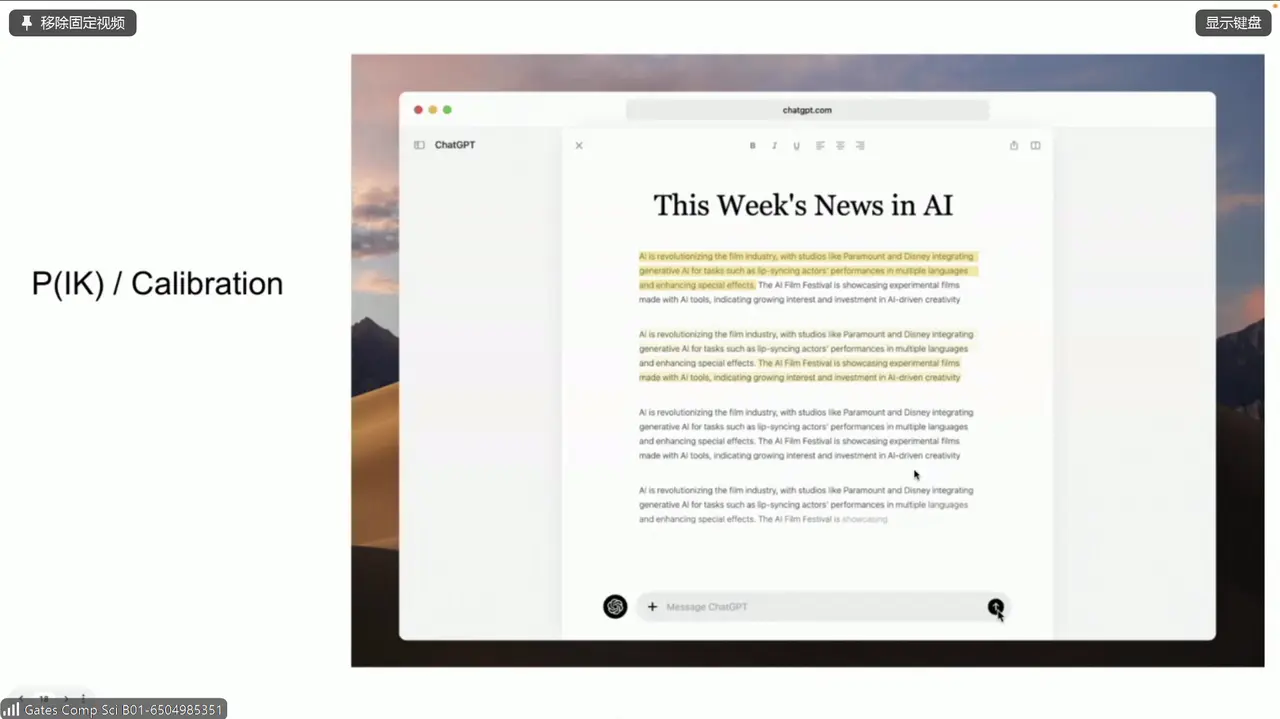 移除固定视频
显示键盘
P(IK) / Calibration
chatgpt.com
ChatGPT
B I U
This Week's News in AI
AI is revolutionizing the film industry, with studios like Paramount and Disney integrating
generative AI for tasks such as lip-syncing actors' performances in multiple languages
and enhancing special effects. The AI Film Festival is showcasing experimental films
made with AI tools, indicating growing interest and investment in AI-driven creativity
AI is revolutionizing the film industry, with studios like Paramount and Disney integrating
generative AI for tasks such as lip-syncing actors' performances in multiple languages
and enhancing special effects. The AI Film Festival is showcasing experimental films
made with AI tools, indicating growing interest and investment in AI-driven creativity
AI is revolutionizing the film industry, with studios like Paramount and Disney integrating
generative AI for tasks such as lip-syncing actors' performances in multiple languages
and enhancing special effects. The AI Film Festival is showcasing experimental films
made with AI tools, indicating growing interest and investment in AI-driven creativity
AI is revolutionizing the film industry, with studios like Paramount and Disney integrating
generative AI for tasks such as lip-syncing actors' performances in multiple languages
and enhancing special effects. The AI Film Festival is showcasing
Message ChatGPT
Gates Comp Sci B01-6504985351